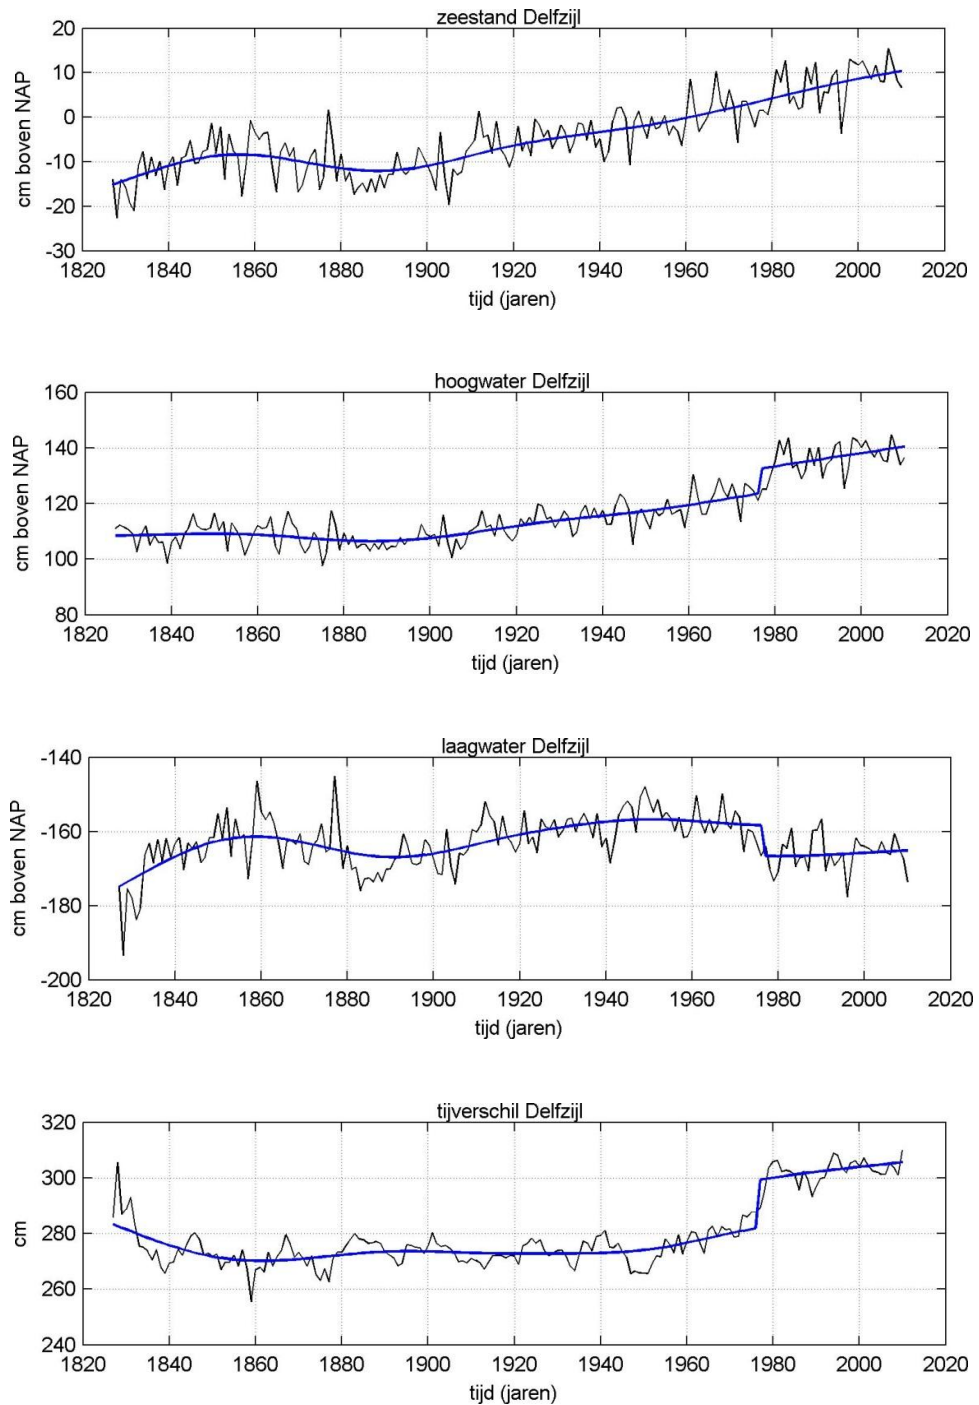 zeestand Delfzijl
20
10
0
-10
-20
-30
cm boven NAP
1820 1840 1860 1880 1900 1920 1940 1960 1980 2000 2020
tijd (jaren)
hoogwater Delfzijl
160
140
120
100
80
cm boven NAP
1820 1840 1860 1880 1900 1920 1940 1960 1980 2000 2020
tijd (jaren)
laagwater Delfzijl
-140
-160
-180
-200
cm boven NAP
1820 1840 1860 1880 1900 1920 1940 1960 1980 2000 2020
tijd (jaren)
tijverschil Delfzijl
320
300
280
260
240
cm
1820 1840 1860 1880 1900 1920 1940 1960 1980 2000 2020
tijd (jaren)